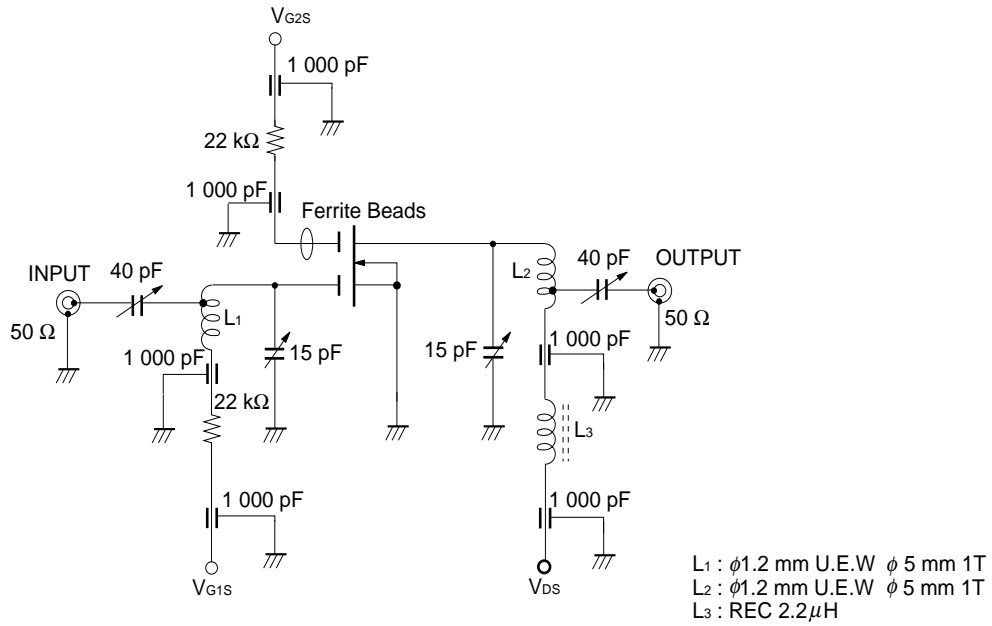 VG2S
1 000 pF
22 kΩ
1 000 pF
Ferrite Beads
INPUT
40 pF
L2
40 pF
OUTPUT
50 Ω
L1
15 pF
15 pF
50 Ω
1 000 pF
1 000 pF
22 kΩ
L3
1 000 pF
1 000 pF
VG1S
VDS
L1 : ϕ1.2 mm U.E.W ϕ 5 mm 1T
L2 : ϕ1.2 mm U.E.W ϕ 5 mm 1T
L3 : REC 2.2μH